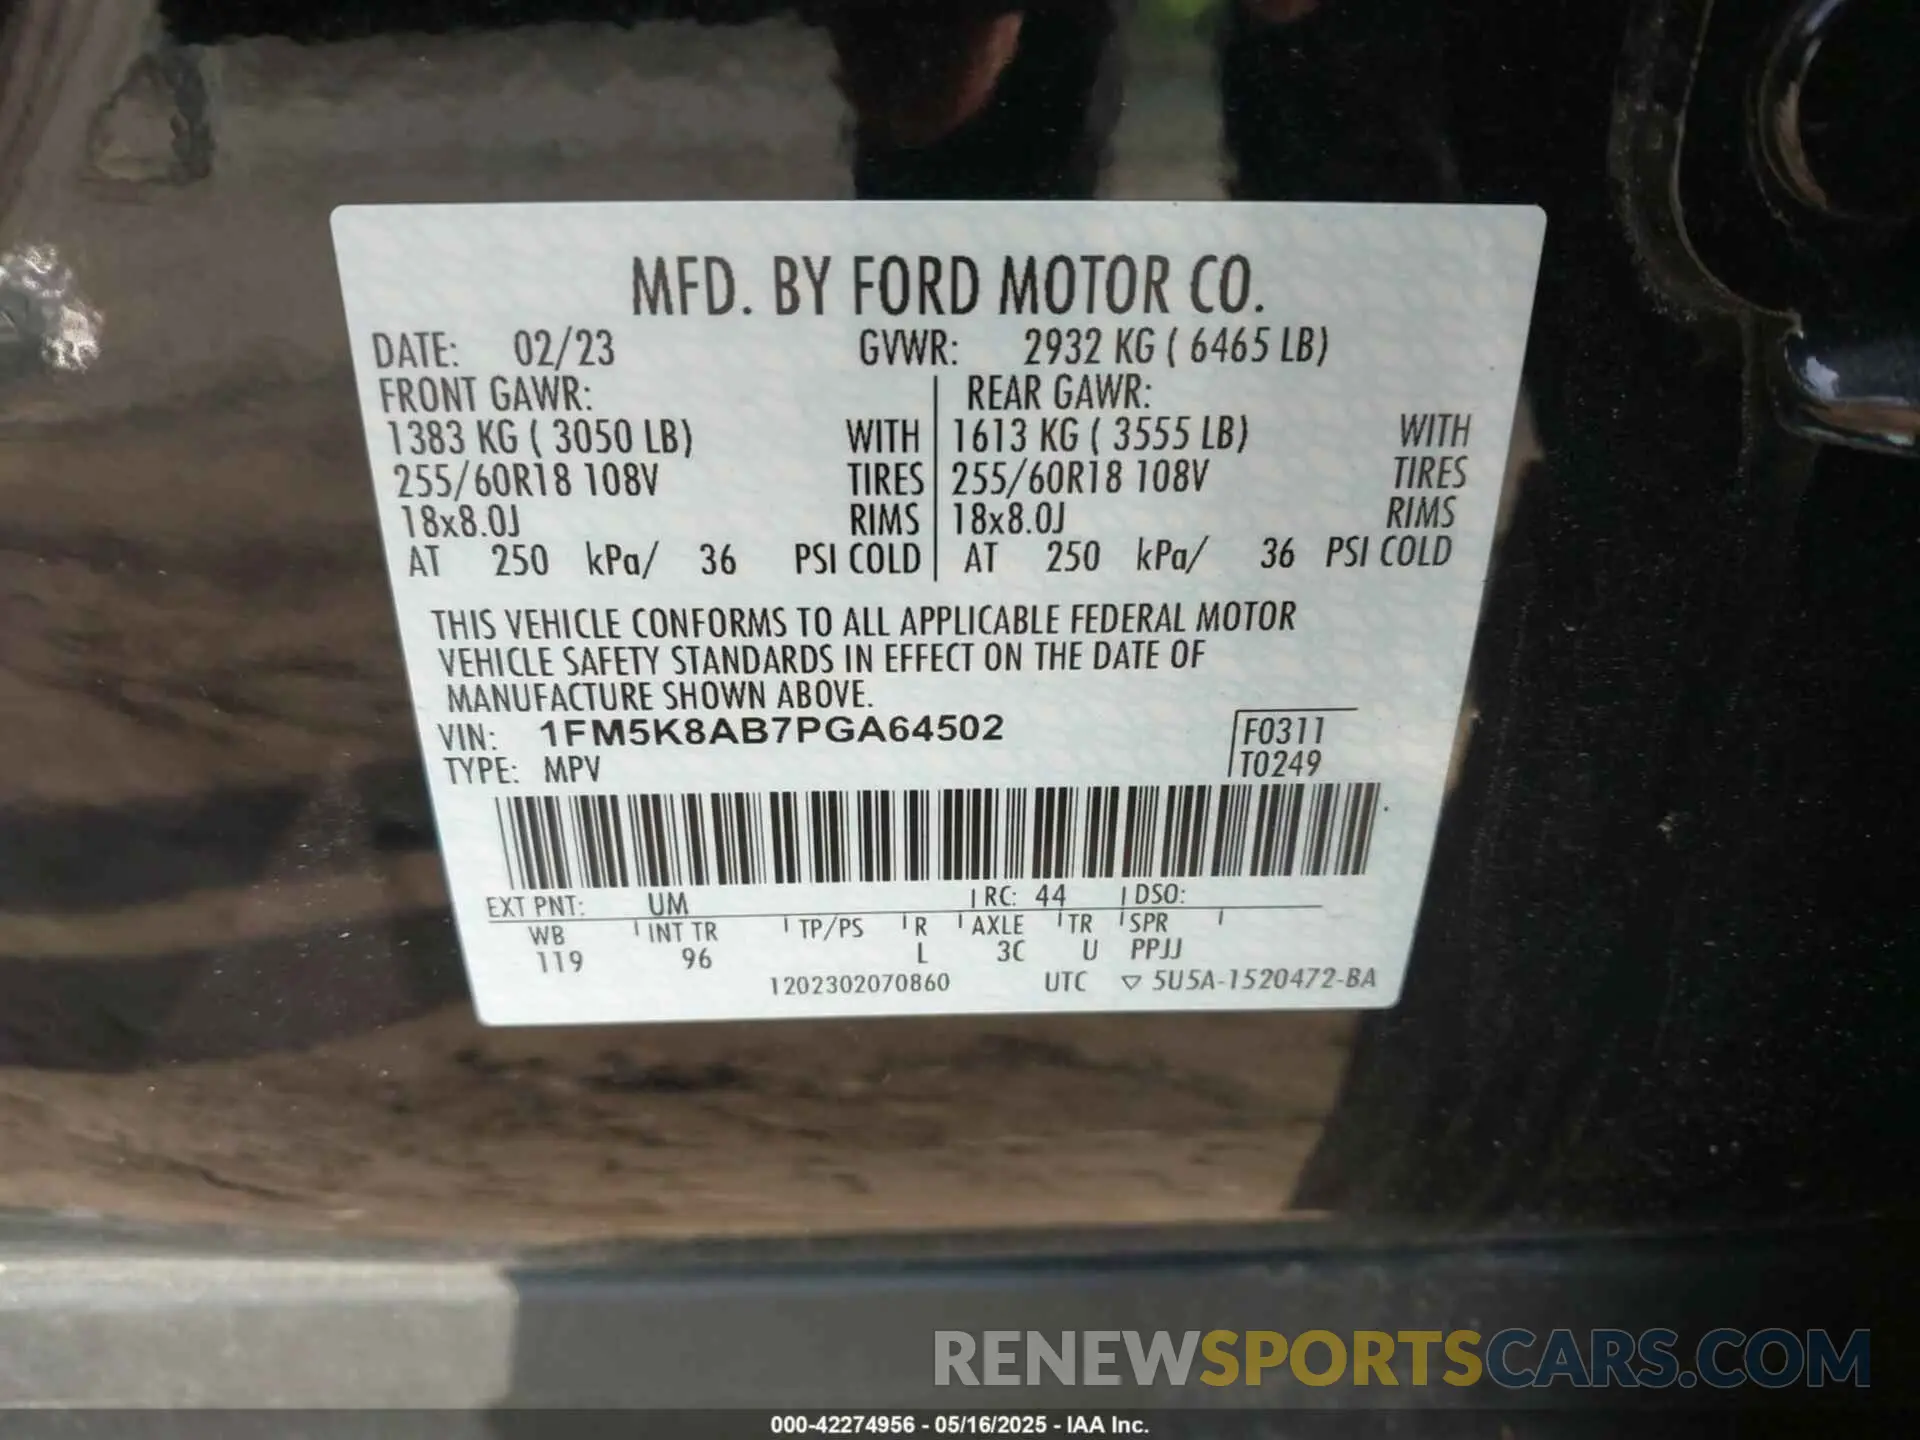 MFD. BY FORD MOTOR CO.
DATE: 02/23 GVWR: 2932 KG ( 6465 LB)
FRONT GAWR: REAR GAWR:
1383 KG ( 3050 LB) WITH 1613 KG ( 3555 LB) WITH
255/60R18 108V TIRES 255/60R18 108V TIRES
18x8.0J RIMS 18x8.0J RIMS
AT 250 kPa/ 36 PSI COLD AT 250 kPa/ 36 PSI COLD
THIS VEHICLE CONFORMS TO ALL APPLICABLE FEDERAL MOTOR
VEHICLE SAFETY STANDARDS IN EFFECT ON THE DATE OF
MANUFACTURE SHOWN ABOVE.
VIN: 1FM5K8AB7PGA64502 F0311
TYPE: MPV T0249
EXT PNT: UM RC: 44 DSO:
WB INT TR TP/PS R AXLE TR SPR
119 96 L 3C U PPJJ
1202302070860 UTC ▽ 5U5A-1520472-BA
RENEWSPORTSCARS.COM
000-42274956 - 05/16/2025 - IAA Inc.